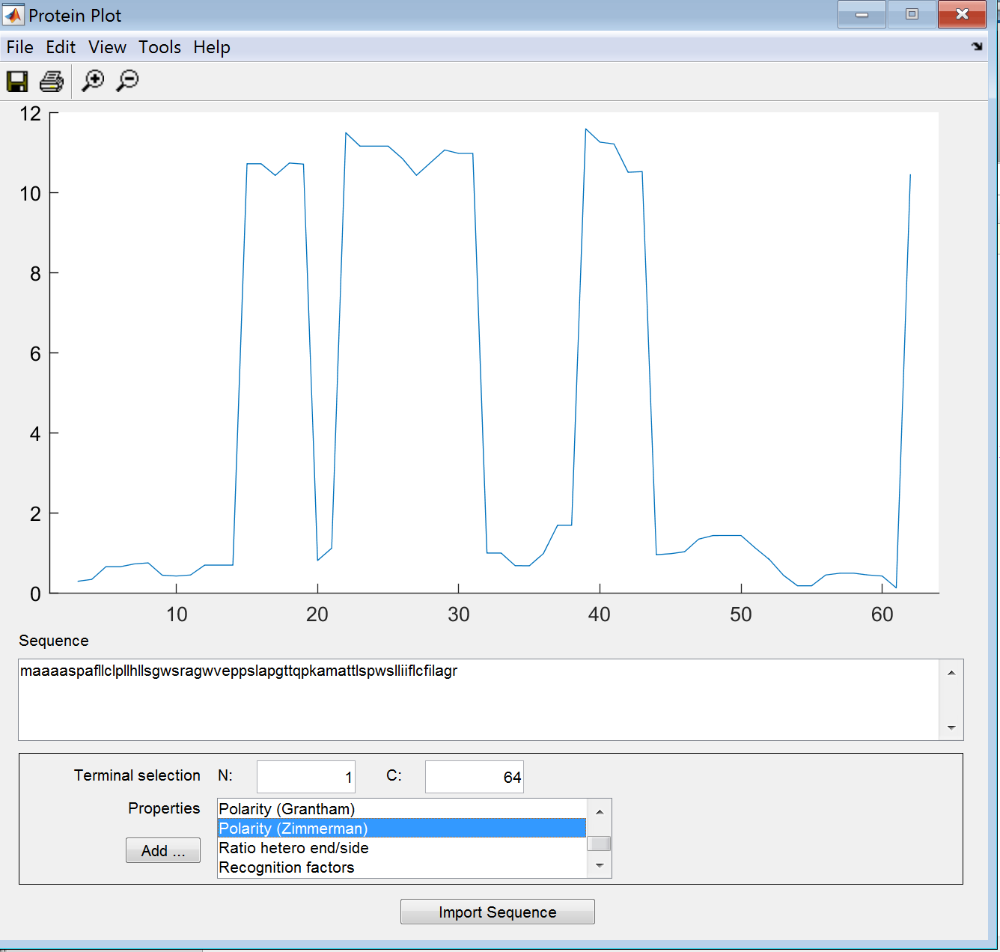 Protein Plot
File Edit View Tools Help
12
10
8
6
4
2
0
10 20 30 40 50 60
Sequence
maaaaspafllclpllhllsgwsragwveppslapgttqpkamattlspwslliiflcfilagr
Terminal selection N: 1 C: 64
Properties
Polarity (Grantham)
Polarity (Zimmerman)
Ratio hetero end/side
Recognition factors
Add ...
Import Sequence